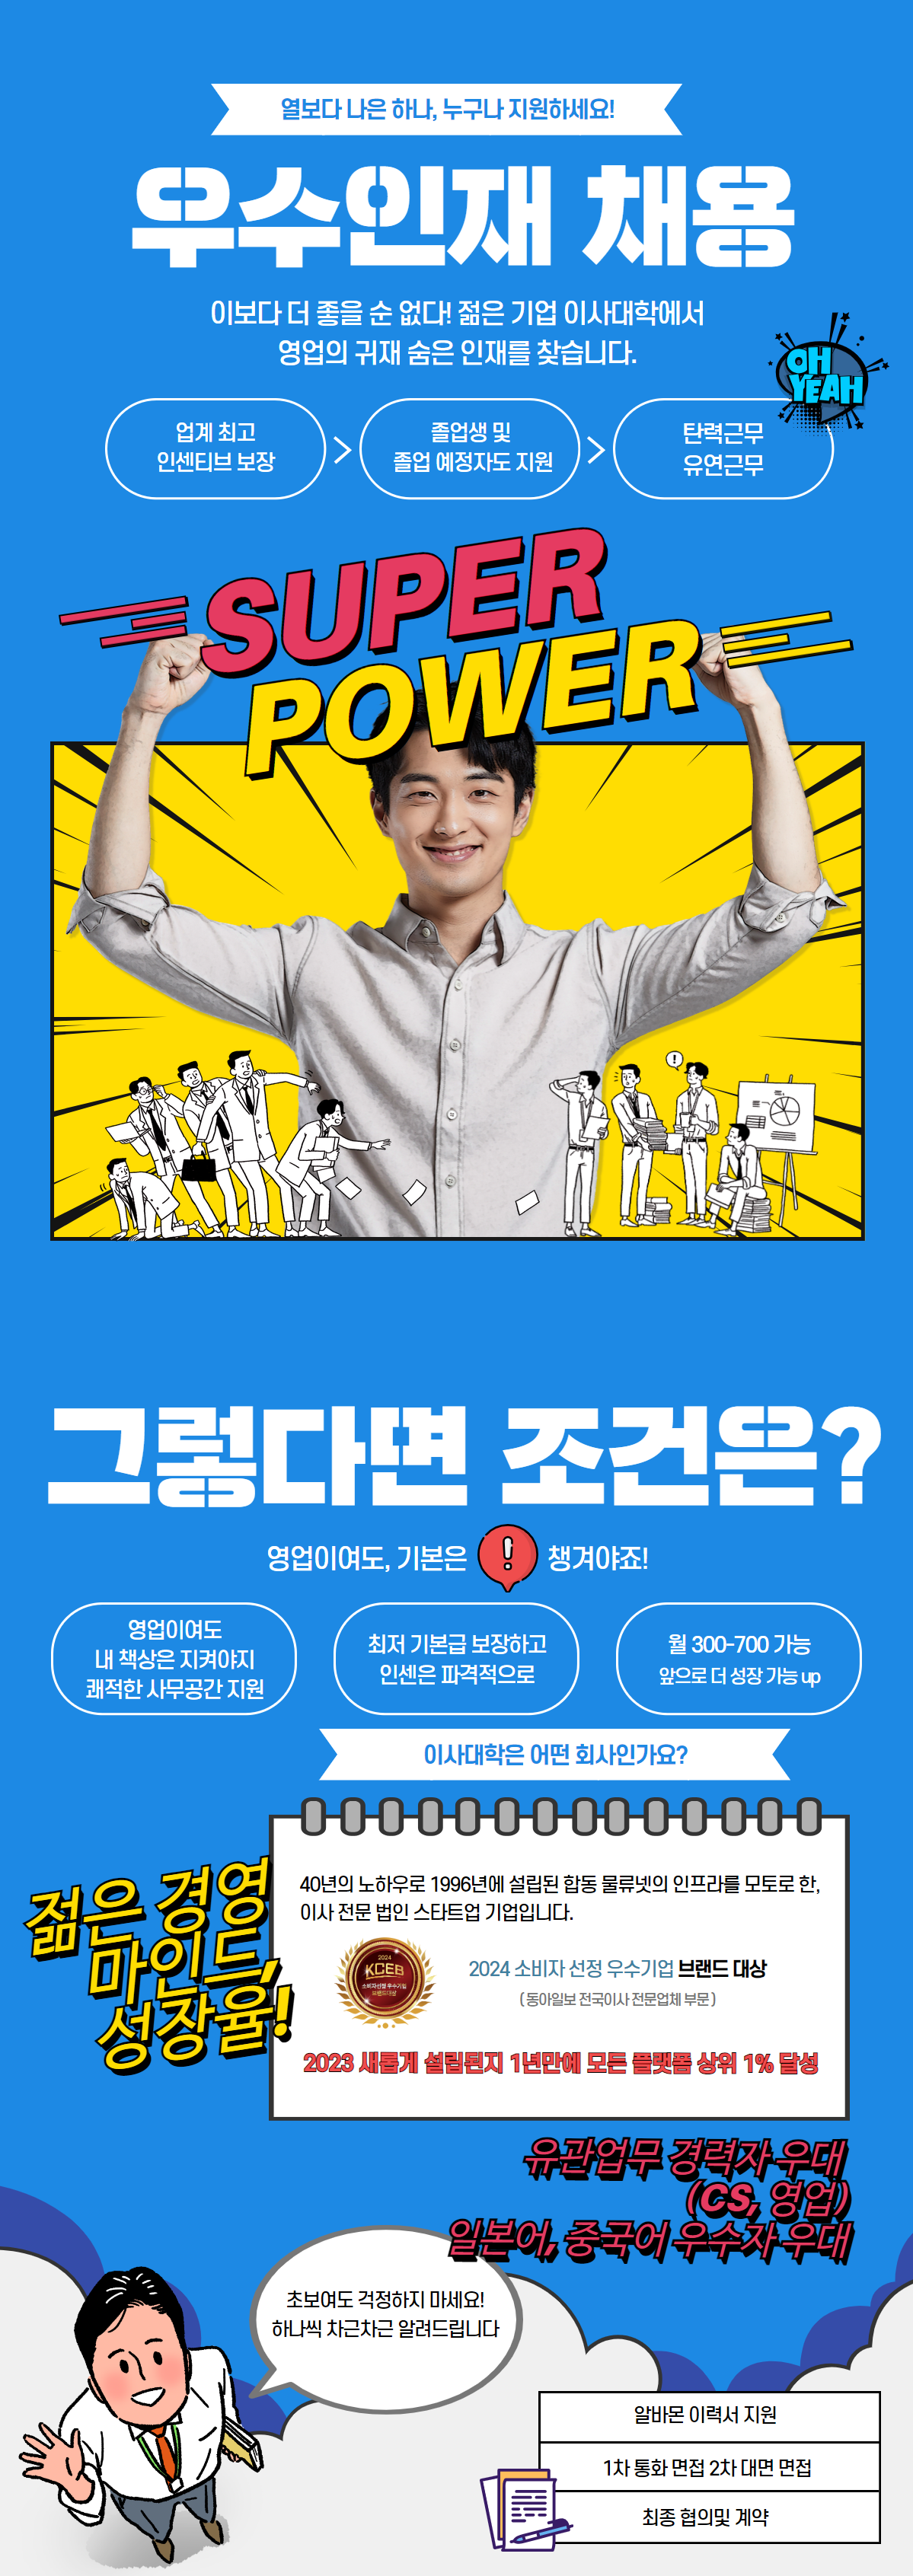 열보다 나은 하나, 누구나 지원하세요!
우수인재 채용
이보다 더 좋을 순 없다! 젊은 기업 이사대학에서
영업의 귀재 숨은 인재를 찾습니다.
OH
YEAH
업계 최고
인센티브 보장
졸업생 및
졸업 예정자도 지원
탄력근무
유연근무
SUPER
POWER
!
그렇다면 조건은?
영업이여도, 기본은 ! 챙겨야죠!
영업이여도
내 책상은 지켜야지
쾌적한 사무공간 지원
최저 기본급 보장하고
인센은 파격적으로
월 300-700 가능
앞으로 더 성장 가능 up
이사대학은 어떤 회사인가요?
젊은 경영
마인드,
성장율!
40년의 노하우로 1996년에 설립된 합동 물류넷의 인프라를 모토로 한,
이사 전문 법인 스타트업 기업입니다.
2024
KCEB
소비자선정 우수기업
브랜드대상
2024 소비자 선정 우수기업 브랜드 대상
( 동아일보 전국이사 전문업체 부문 )
2023 새롭게 설립된지 1년만에 모든 플랫폼 상위 1% 달성
유관업무 경력자 우대
(CS, 영업)
일본어, 중국어 우수자 우대
초보여도 걱정하지 마세요!
하나씩 차근차근 알려드립니다
알바몬 이력서 지원
1차 통화 면접 2차 대면 면접
최종 협의및 계약